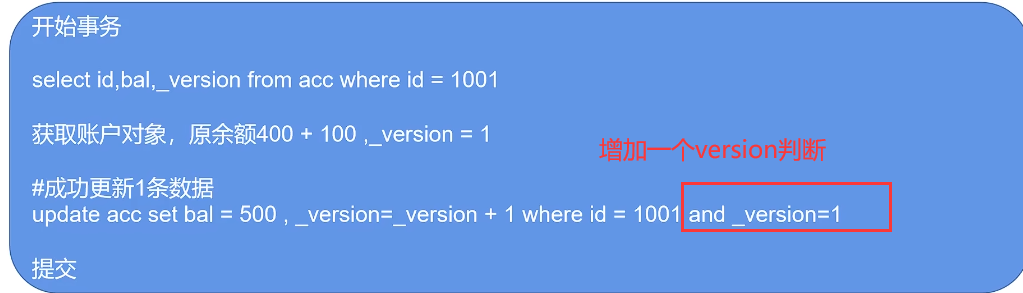 开始事务
select id,bal,_version from acc where id = 1001
获取账户对象，原余额400 + 100 ,_version = 1
增加一个version判断
#成功更新1条数据
update acc set bal = 500 , _version=_version + 1 where id = 1001 and _version=1
提交